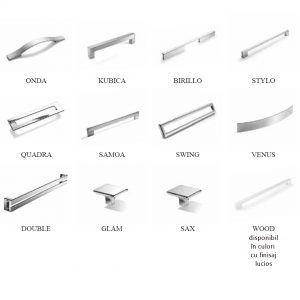 ONDA KUBICA BIRILLO STYLO
QUADRA SAMOA SWING VENUS
DOUBLE GLAM SAX WOOD
disponibil
în culori
cu finisaj
lucios